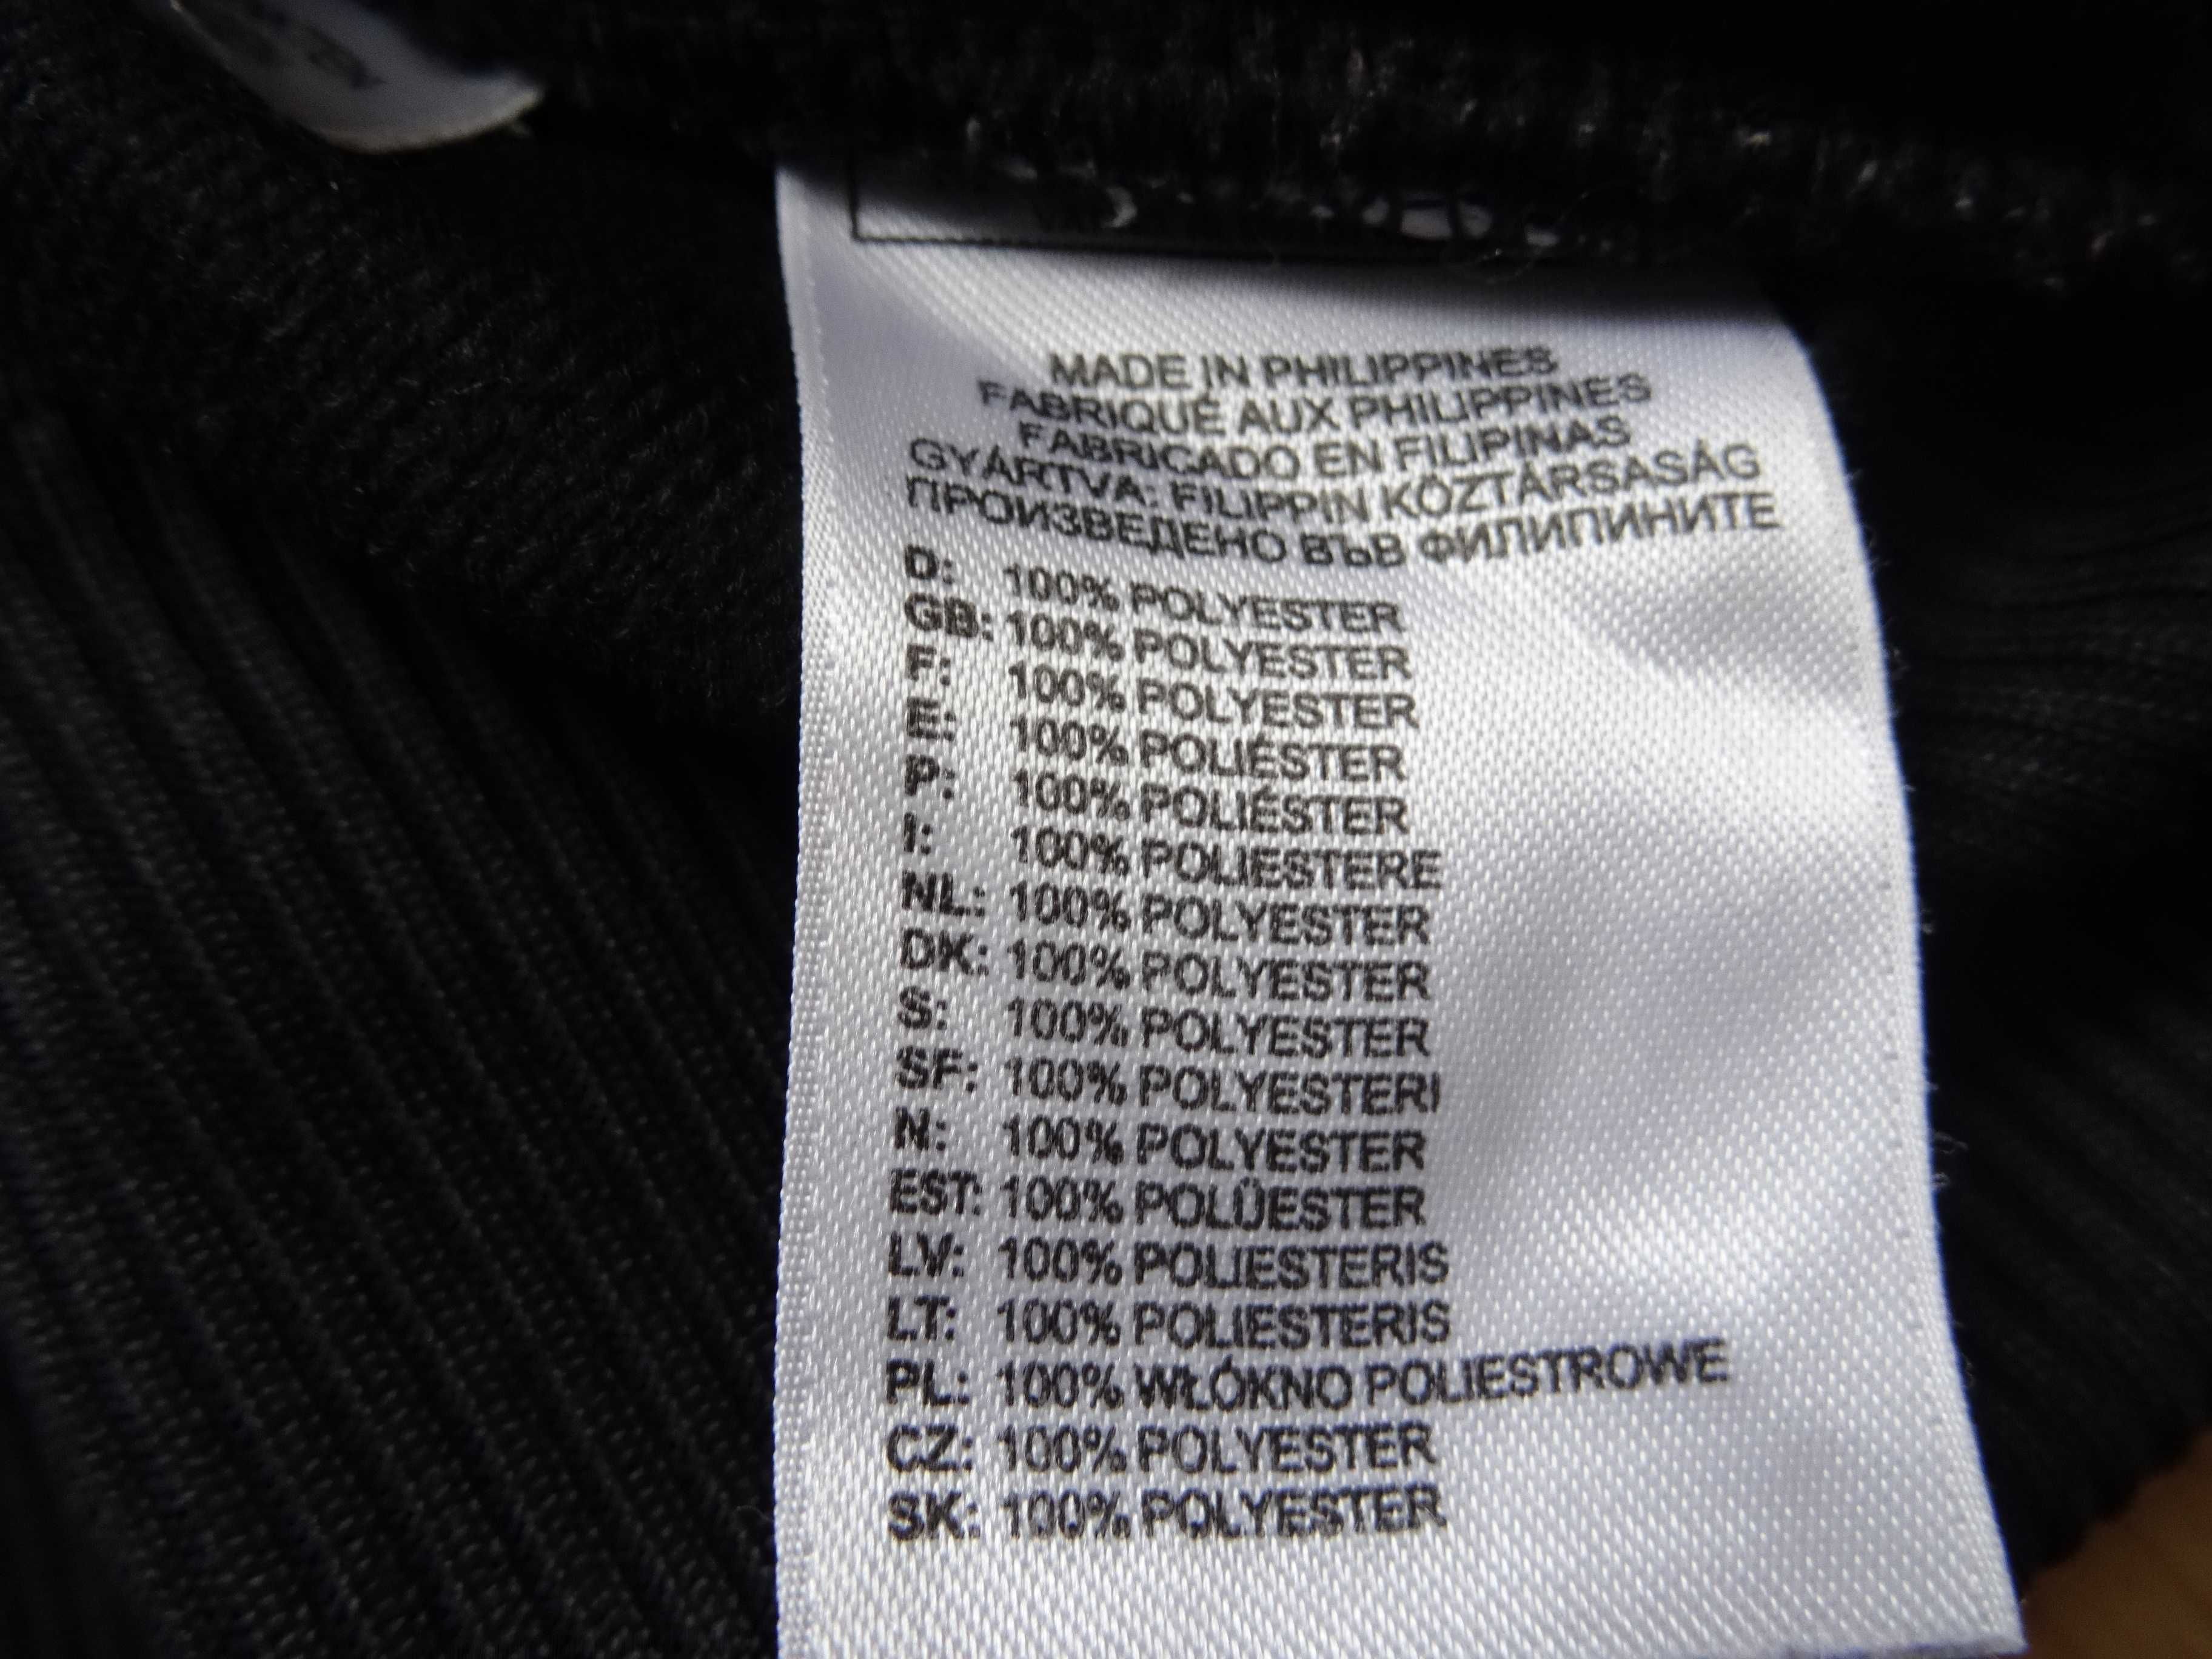 MADE IN PHILIPPINES
FABRIQUÉ AUX PHILIPPINES
FABRICADO EN FILIPINAS
GYÁRTVA: FILIPPIN KÖZTÁRSASÁG
ПРОИЗВЕДЕНО ВЪВ ФИЛИПИНИТЕ
D: 100% POLYESTER
GB: 100% POLYESTER
F: 100% POLYESTER
E: 100% POLIÉSTER
P: 100% POLIÉSTER
I: 100% POLIESTERE
NL: 100% POLYESTER
DK: 100% POLYESTER
S: 100% POLYESTER
SF: 100% POLYESTERI
N: 100% POLYESTER
EST: 100% POLÜESTER
LV: 100% POLIESTERIS
LT: 100% POLIESTERIS
PL: 100% WŁÓKNO POLIESTROWE
CZ: 100% POLYESTER
SK: 100% POLYESTER